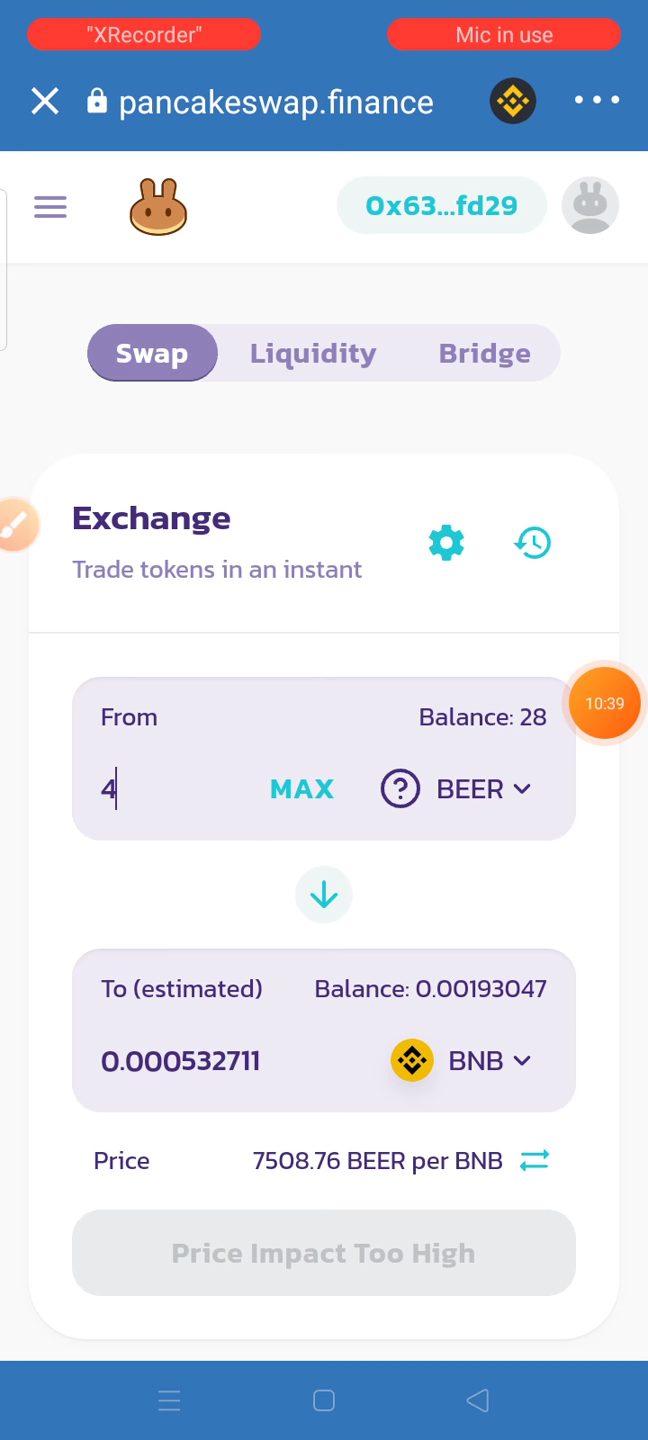 "XRecorder"
Mic in use
pancakeswap.finance
0x63...fd29
Swap
Liquidity
Bridge
Exchange
Trade tokens in an instant
From
Balance: 28
10:39
4
MAX
? BEER
To (estimated)
Balance: 0.00193047
0.000532711
BNB
Price
7508.76 BEER per BNB
Price Impact Too High